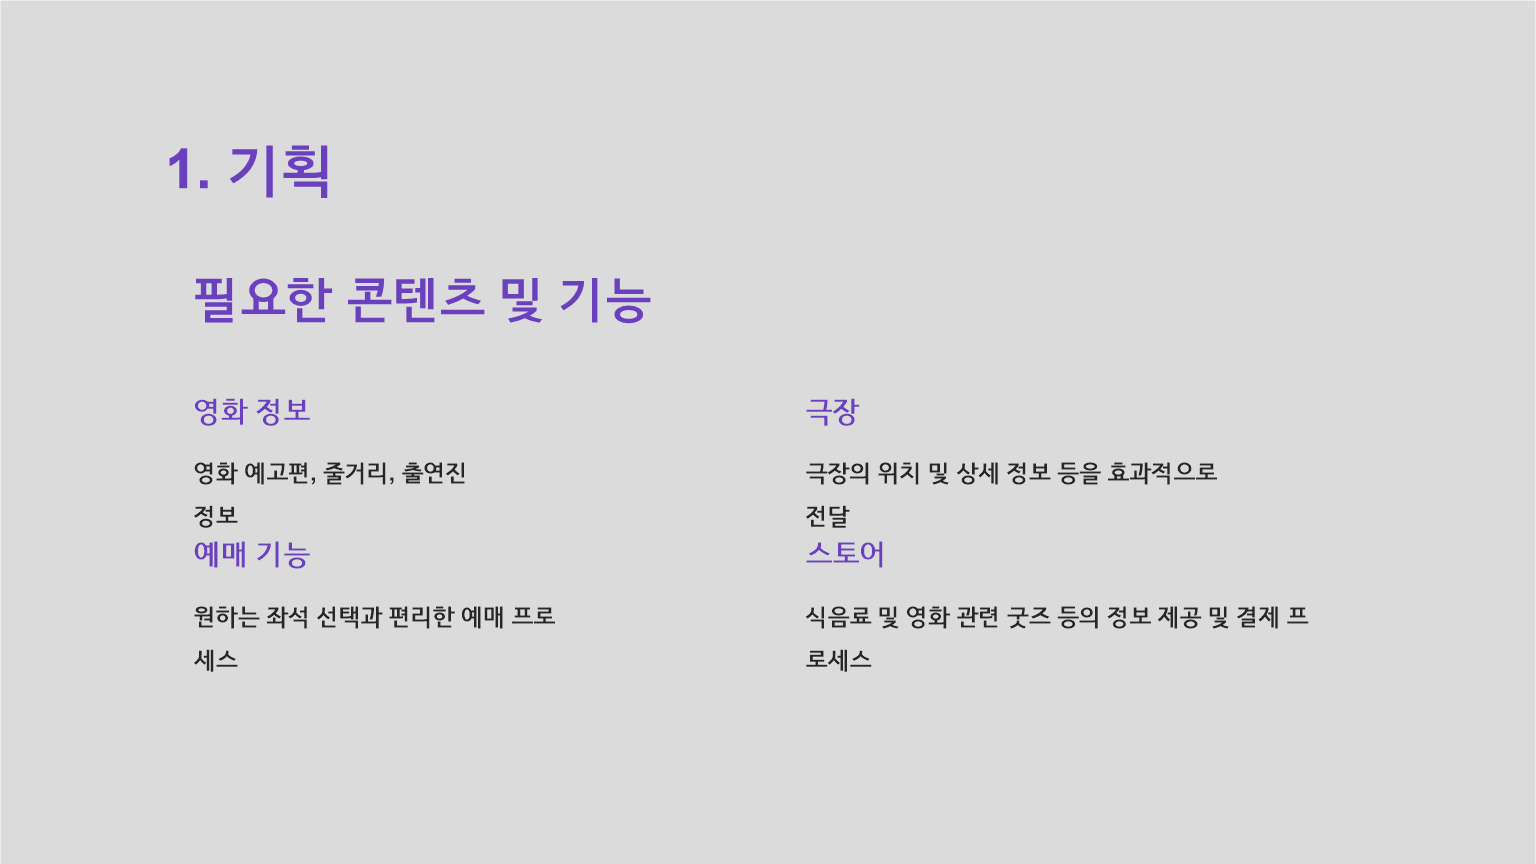 1. 기획
필요한 콘텐츠 및 기능
영화 정보
영화 예고편, 줄거리, 출연진
정보
예매 기능
원하는 좌석 선택과 편리한 예매 프로
세스
극장
극장의 위치 및 상세 정보 등을 효과적으로
전달
스토어
식음료 및 영화 관련 굿즈 등의 정보 제공 및 결제 프
로세스